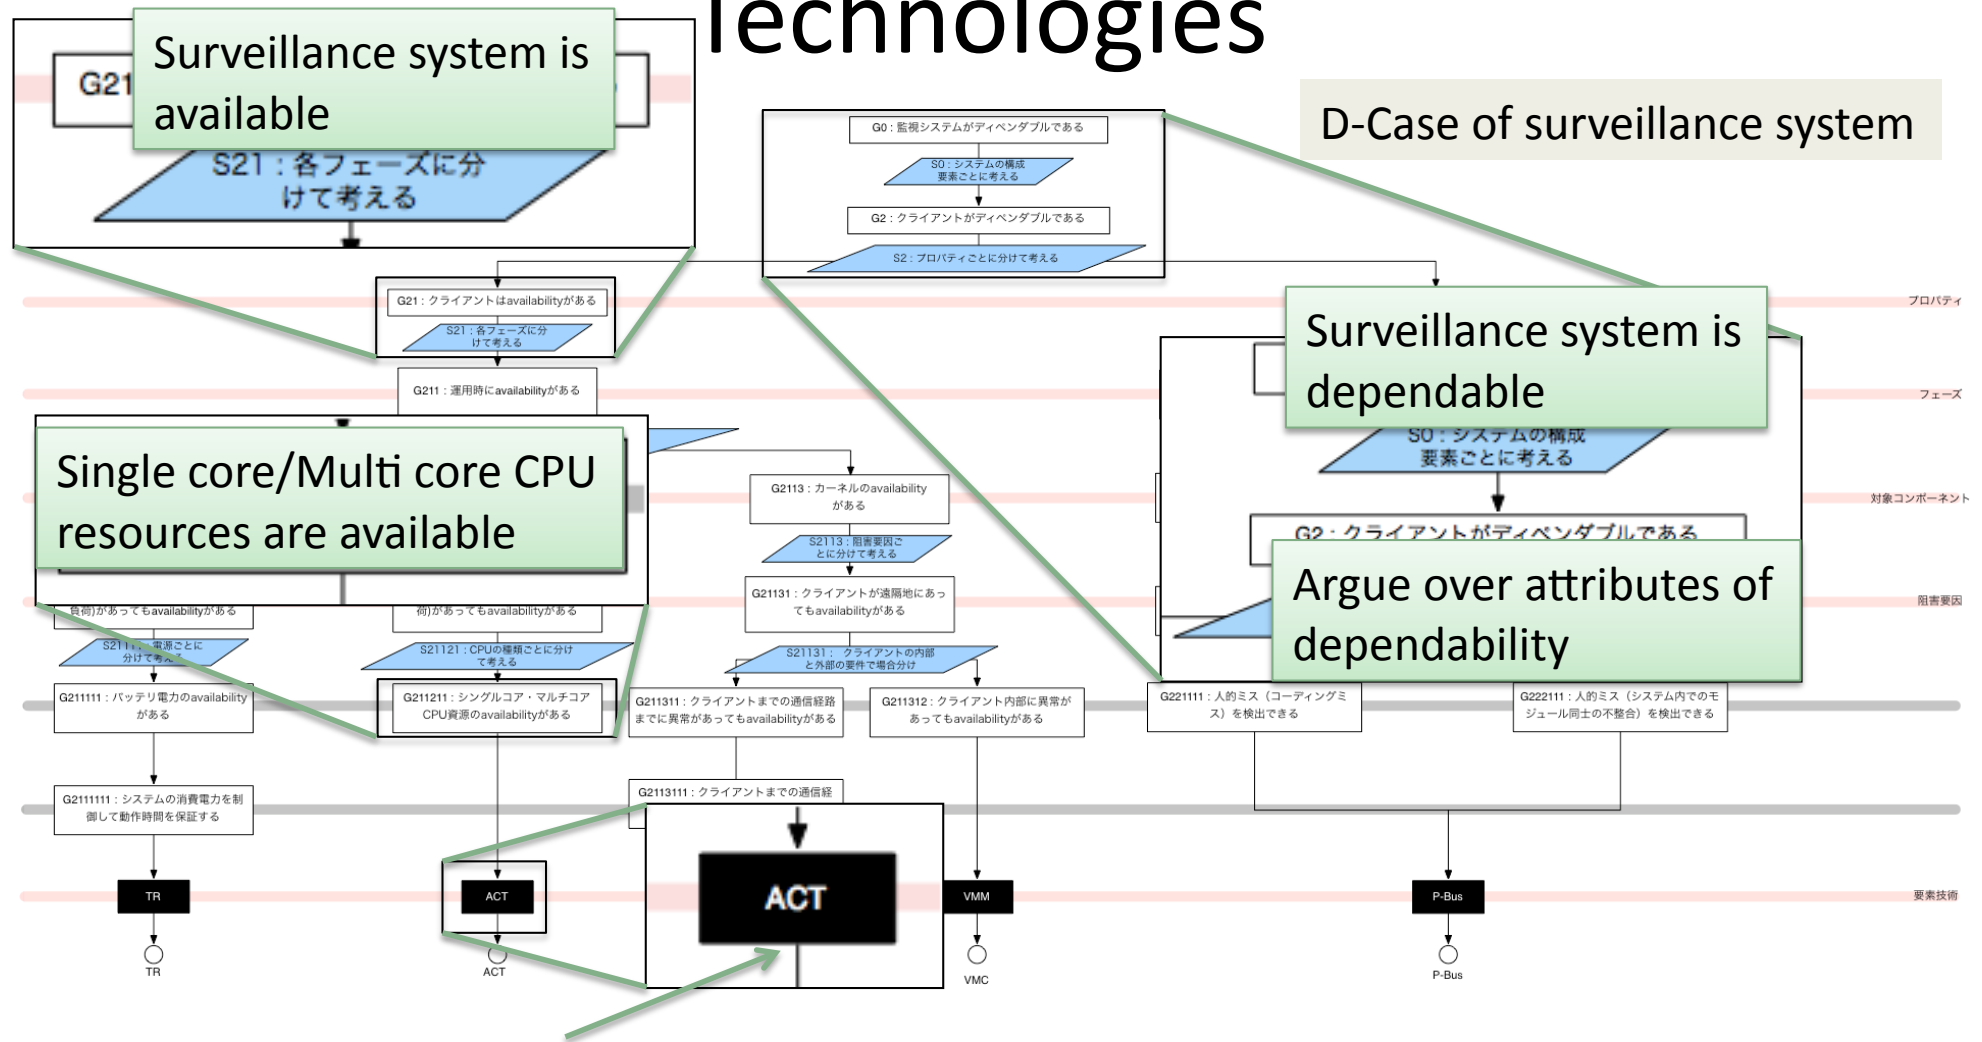 Technologies
Surveillance system is
available
G21
S21：各フェーズに分
けて考える
D-Case of surveillance system
G0：監視システムがディペンダブルである
S0：システムの構成
要素ごとに考える
G2：クライアントがディペンダブルである
S2：プロパティごとに分けて考える
G21：クライアントはavailabilityがある
S21：各フェーズに分
けて考える
プロパティ
G211：運用時にavailabilityがある
フェーズ
Surveillance system is
dependable
S0：システムの構成
要素ごとに考える
G2：クライアントがディペンダブルである
Argue over attributes of
dependability
Single core/Multi core CPU
resources are available
G2113：カーネルのavailability
がある
対象コンポーネント
S2113：阻害要因ご
とに分けて考える
G21131：クライアントが遠隔地にあっ
てもavailabilityがある
阻害要因
負荷)があってもavailabilityがある
荷)があってもavailabilityがある
電源ごとに
分けて考える
S21121：CPUの種類ごとに分け
て考える
S21131： クライアントの内部
と外部の要件で場合分け
G211111：バッテリ電力のavailability
がある
G211211：シングルコア・マルチコア
CPU資源のavailabilityがある
G211311：クライアントまでの通信経路
までに異常があってもavailabilityがある
G211312：クライアント内部に異常が
あってもavailabilityがある
G221111：人的ミス（コーディングミ
ス）を検出できる
G222111：人的ミス（システム内でのモ
ジュール同士の不整合）を検出できる
G2111111：システムの消費電力を制
御して動作時間を保証する
G2113111：クライアントまでの通信経
TR
ACT
ACT
VMM
P-Bus
要素技術
TR
ACT
VMC
P-Bus